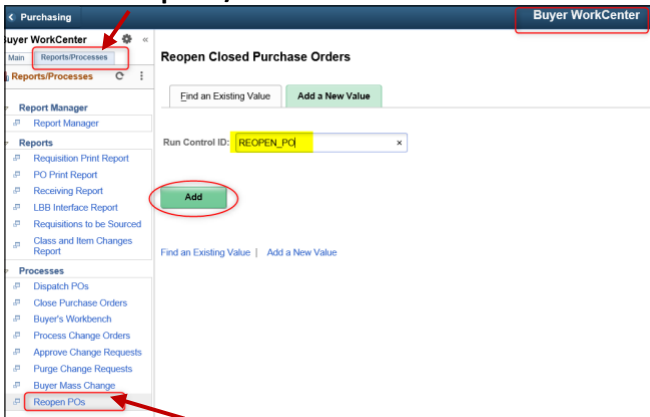 Purchasing
Buyer WorkCenter
Buyer WorkCenter
Main
Reports/Processes
Reports/Processes
Report Manager
Report Manager
Reports
Requisition Print Report
PO Print Report
Receiving Report
LBB Interface Report
Requisitions to be Sourced
Class and Item Changes
Report
Processes
Dispatch POs
Close Purchase Orders
Buyer's Workbench
Process Change Orders
Approve Change Requests
Purge Change Requests
Buyer Mass Change
Reopen POs
Reopen Closed Purchase Orders
Find an Existing Value
Add a New Value
Run Control ID: REOPEN_PO
Add
Find an Existing Value | Add a New Value